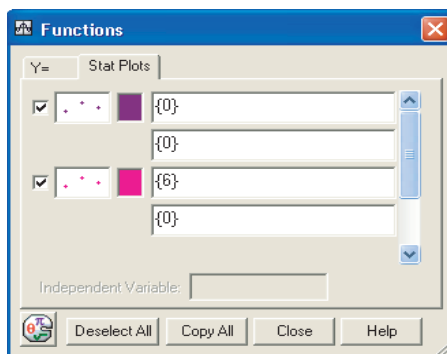 Functions
Y= Stat Plots
{0}
{0}
{6}
{0}
Independent Variable:
Deselect All Copy All Close Help